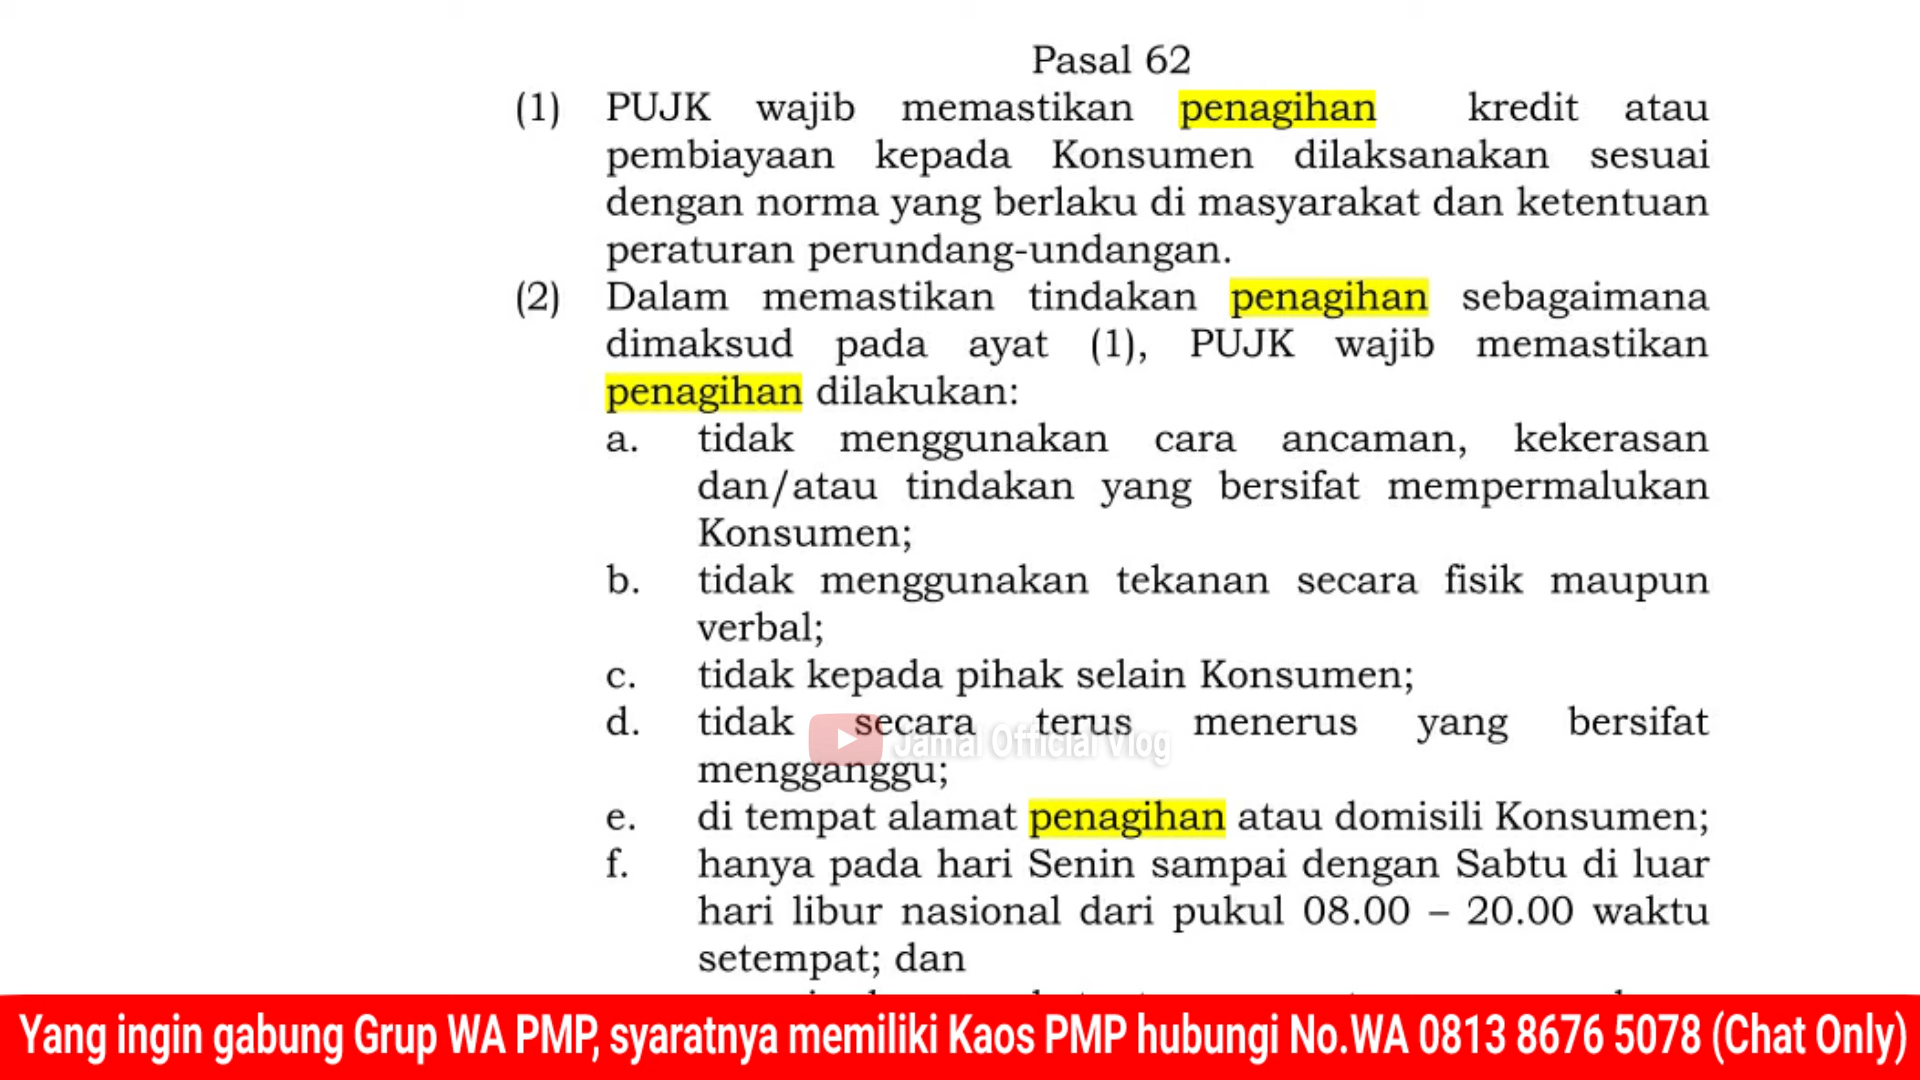 Pasal 62
(1) PUJK wajib memastikan penagihan kredit atau
pembiayaan kepada Konsumen dilaksanakan sesuai
dengan norma yang berlaku di masyarakat dan ketentuan
peraturan perundang-undangan.
(2) Dalam memastikan tindakan penagihan sebagaimana
dimaksud pada ayat (1), PUJK wajib memastikan
penagihan dilakukan:
a. tidak menggunakan cara ancaman, kekerasan
dan/atau tindakan yang bersifat mempermalukan
Konsumen;
b. tidak menggunakan tekanan secara fisik maupun
verbal;
c. tidak kepada pihak selain Konsumen;
d. tidak secara terus menerus yang bersifat
Jamal Official Vlog
mengganggu;
e. di tempat alamat penagihan atau domisili Konsumen;
f. hanya pada hari Senin sampai dengan Sabtu di luar
hari libur nasional dari pukul 08.00 – 20.00 waktu
setempat; dan
Yang ingin gabung Grup WA PMP, syaratnya memiliki Kaos PMP hubungi No.WA 0813 8676 5078 (Chat Only)